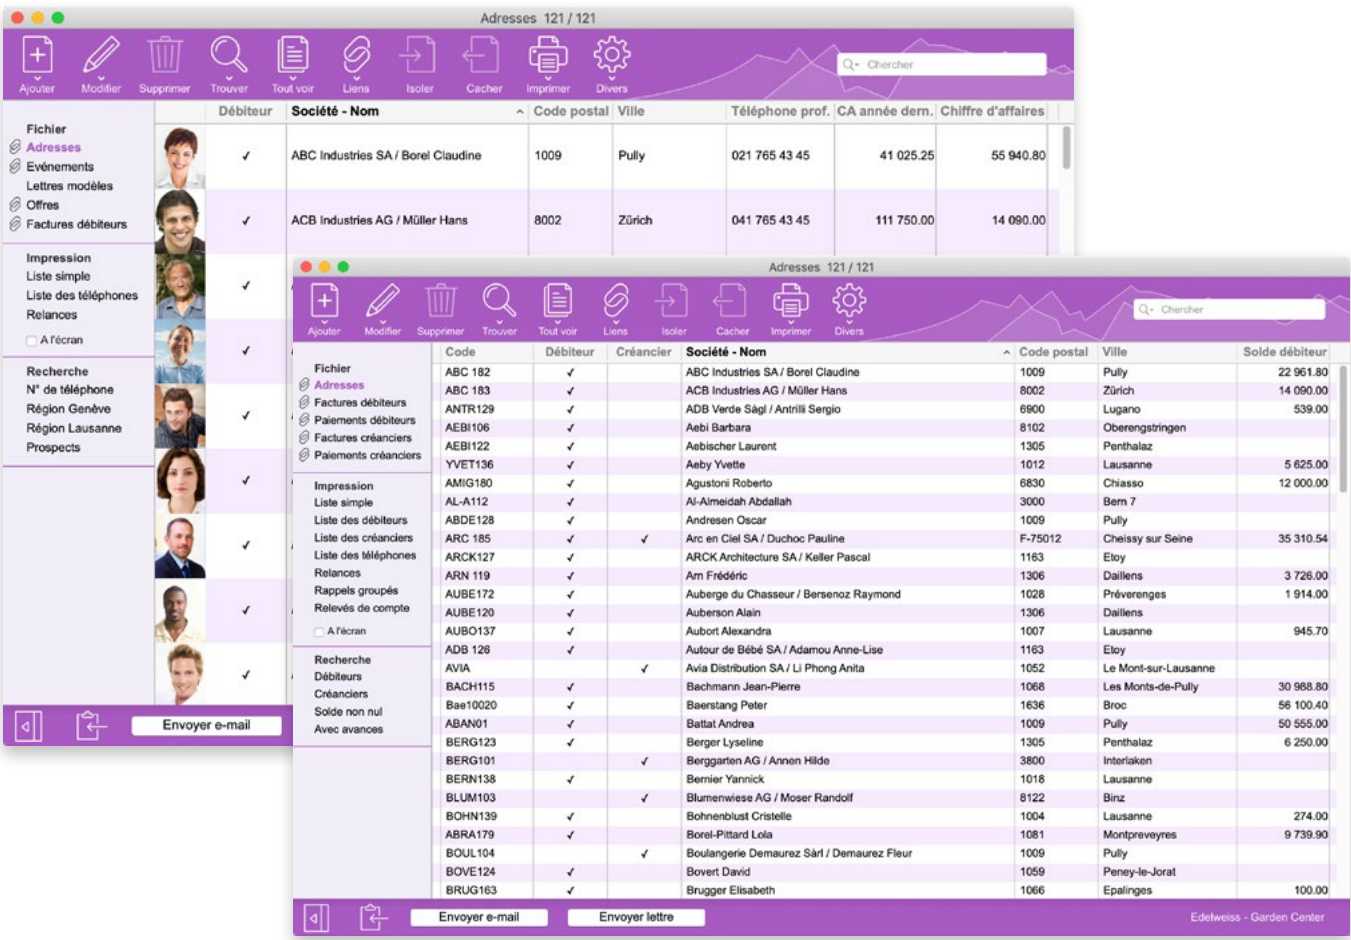 Adresses 121 / 121
Ajouter Modifier Supprimer Trouver Tout voir Liens Isoler Cacher Imprimer Divers
Chercher
Débiteur Société - Nom Code postal Ville Téléphone prof. CA année dern. Chiffre d'affaires
Fichier
Adresses
Evénements
Lettres modèles
Offres
Factures débiteurs
Impression
Liste simple
Liste des téléphones
Relances
A l'écran
Recherche
N° de téléphone
Région Genève
Région Lausanne
Prospects
✓ ABC Industries SA / Borel Claudine 1009 Pully 021 765 43 45 41 025.25 55 940.80
✓ ACB Industries AG / Müller Hans 8002 Zürich 041 765 43 45 111 750.00 14 090.00
✓
✓
✓
✓
✓
✓
✓
Envoyer e-mail
Adresses 121 / 121
Ajouter Modifier Supprimer Trouver Tout voir Liens Isoler Cacher Imprimer Divers
Chercher
Fichier
Adresses
Factures débiteurs
Paiements débiteurs
Factures créanciers
Paiements créanciers
Impression
Liste simple
Liste des débiteurs
Liste des créanciers
Liste des téléphones
Relances
Rappels groupés
Relevés de compte
A l'écran
Recherche
Débiteurs
Créanciers
Solde non nul
Avec avances
Code Débiteur Créancier Société - Nom Code postal Ville Solde débiteur
ABC 182 ✓ ABC Industries SA / Borel Claudine 1009 Pully 22 961.80
ABC 183 ✓ ACB Industries AG / Müller Hans 8002 Zürich 14 090.00
ANTR129 ✓ ADB Verde Sàgl / Antrilli Sergio 6900 Lugano 539.00
AEBI106 ✓ Aebi Barbara 8102 Oberengstringen
AEBI122 ✓ Aebischer Laurent 1305 Penthalaz
YVET136 ✓ Aeby Yvette 1012 Lausanne 5 625.00
AMIG180 ✓ Agustoni Roberto 6830 Chiasso 12 000.00
AL-A112 ✓ Al-Almeidah Abdallah 3000 Bern 7
ABDE128 ✓ Andresen Oscar 1009 Pully
ARC 185 ✓ ✓ Arc en Ciel SA / Duchoc Pauline F-75012 Cheissy sur Seine 35 310.54
ARCK127 ✓ ARCK Architecture SA / Keller Pascal 1163 Etoy
ARN 119 ✓ Arn Frédéric 1306 Daillens 3 726.00
AUBE172 ✓ Auberge du Chasseur / Bersenoz Raymond 1028 Préverenges 1 914.00
AUBE120 ✓ Auberson Alain 1306 Daillens
AUBO137 ✓ Aubort Alexandra 1007 Lausanne 945.70
ADB 126 ✓ Autour de Bébé SA / Adamou Anne-Lise 1163 Etoy
AVIA ✓ Avia Distribution SA / Li Phong Anita 1052 Le Mont-sur-Lausanne
BACH115 ✓ Bachmann Jean-Pierre 1068 Les Monts-de-Pully 30 988.80
Bae10020 ✓ Baerstang Peter 1636 Broc 56 100.40
ABAN01 ✓ Battat Andrea 1009 Pully 50 555.00
BERG123 ✓ Berger Lyseline 1305 Penthalaz 6 250.00
BERG101 ✓ Berggarten AG / Annen Hilde 3800 Interlaken
BERN138 ✓ Bernier Yannick 1018 Lausanne
BLUM103 ✓ Blumenwiese AG / Moser Randolf 8122 Binz
BOHN139 ✓ Bohnenblust Cristelle 1004 Lausanne 274.00
ABRA179 ✓ Borel-Pittard Lola 1081 Montpreveyres 9 739.90
BOUL104 ✓ Boulangerie Demaurez Sàrl / Demaurez Fleur 1009 Pully
BOVE124 ✓ Bovert David 1059 Peney-le-Jorat
BRUG163 ✓ Brugger Elisabeth 1066 Epalinges 100.00
Envoyer e-mail Envoyer lettre Edelweiss - Garden Center